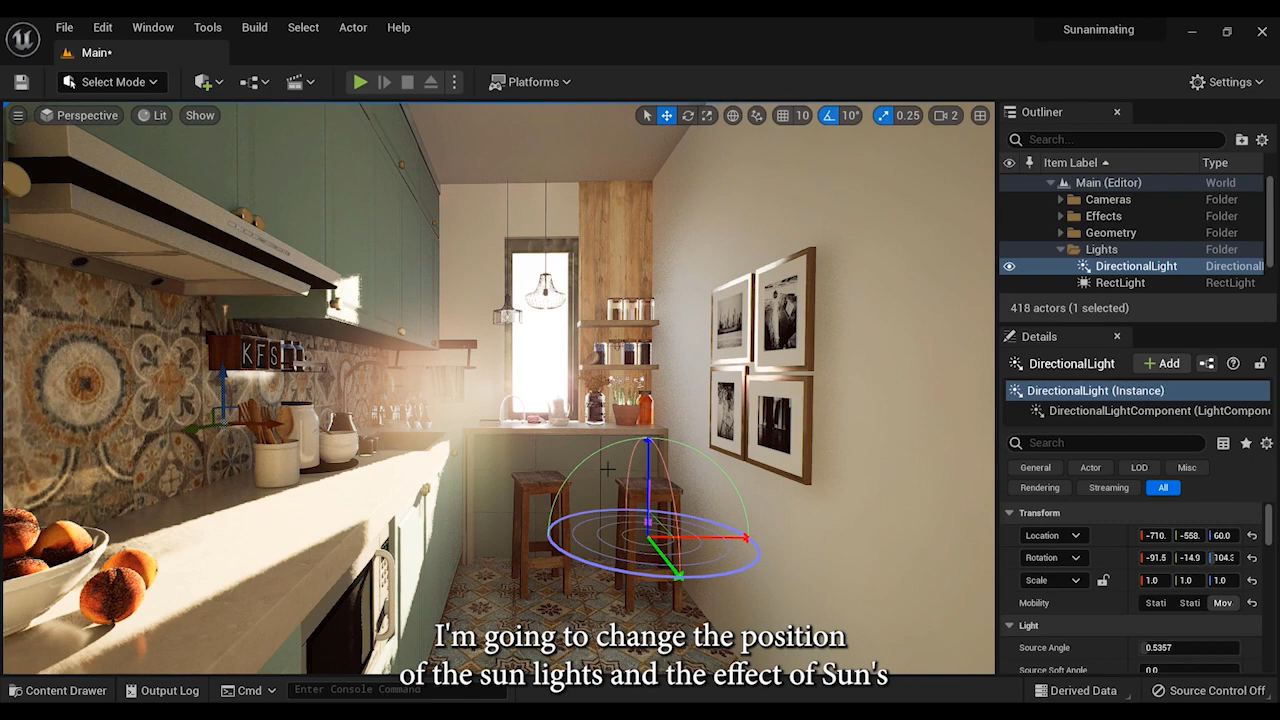 File Edit Window Tools Build Select Actor Help
Sunanimating
Main*
Select Mode
Platforms
Settings
Perspective Lit Show
10 10° 0.25 2
Outliner
Search...
Item Label Type
Main (Editor) World
Cameras Folder
Effects Folder
Geometry Folder
Lights Folder
DirectionalLight Directional
RectLight RectLight
418 actors (1 selected)
Details
DirectionalLight Add
DirectionalLight (Instance)
DirectionalLightComponent (LightCompone
Search
General Actor LOD Misc
Rendering Streaming All
Transform
Location -710. -558. 60.0
Rotation -91.5 -14.9 104.3
Scale 1.0 1.0 1.0
Mobility Stati Stati Mov
Light
Source Angle 0.5357
Source Soft Angle 0.0
KFS
I'm going to change the position
of the sun lights and the effect of Sun's
Content Drawer Output Log Cmd Enter Console Command
Derived Data Source Control Off